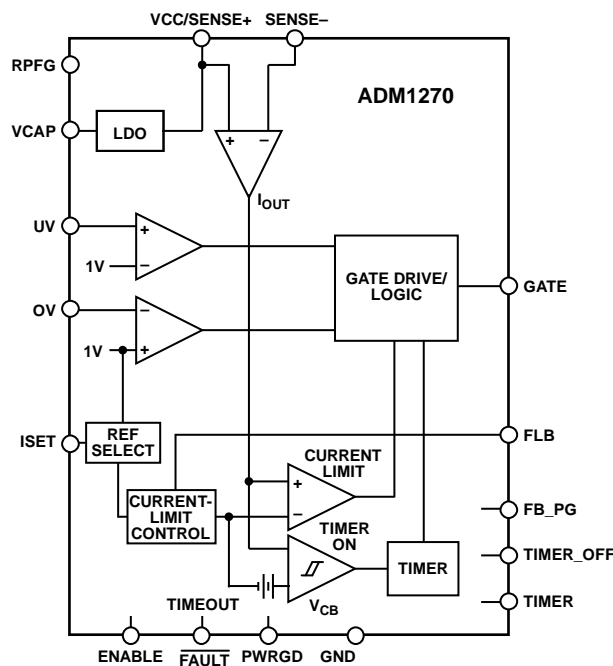 VCC/SENSE+ SENSE–
RPFG
ADM1270
VCAP
LDO
+ –
IOUT
UV
+
1V
–
GATE DRIVE/
LOGIC
GATE
OV
–
1V
+
ISET
REF
SELECT
FLB
CURRENT
LIMIT
+
–
CURRENT-
LIMIT
CONTROL
FB_PG
TIMER
ON
TIMER
TIMER_OFF
VCB
TIMEOUT
TIMER
ENABLE FAULT PWRGD GND